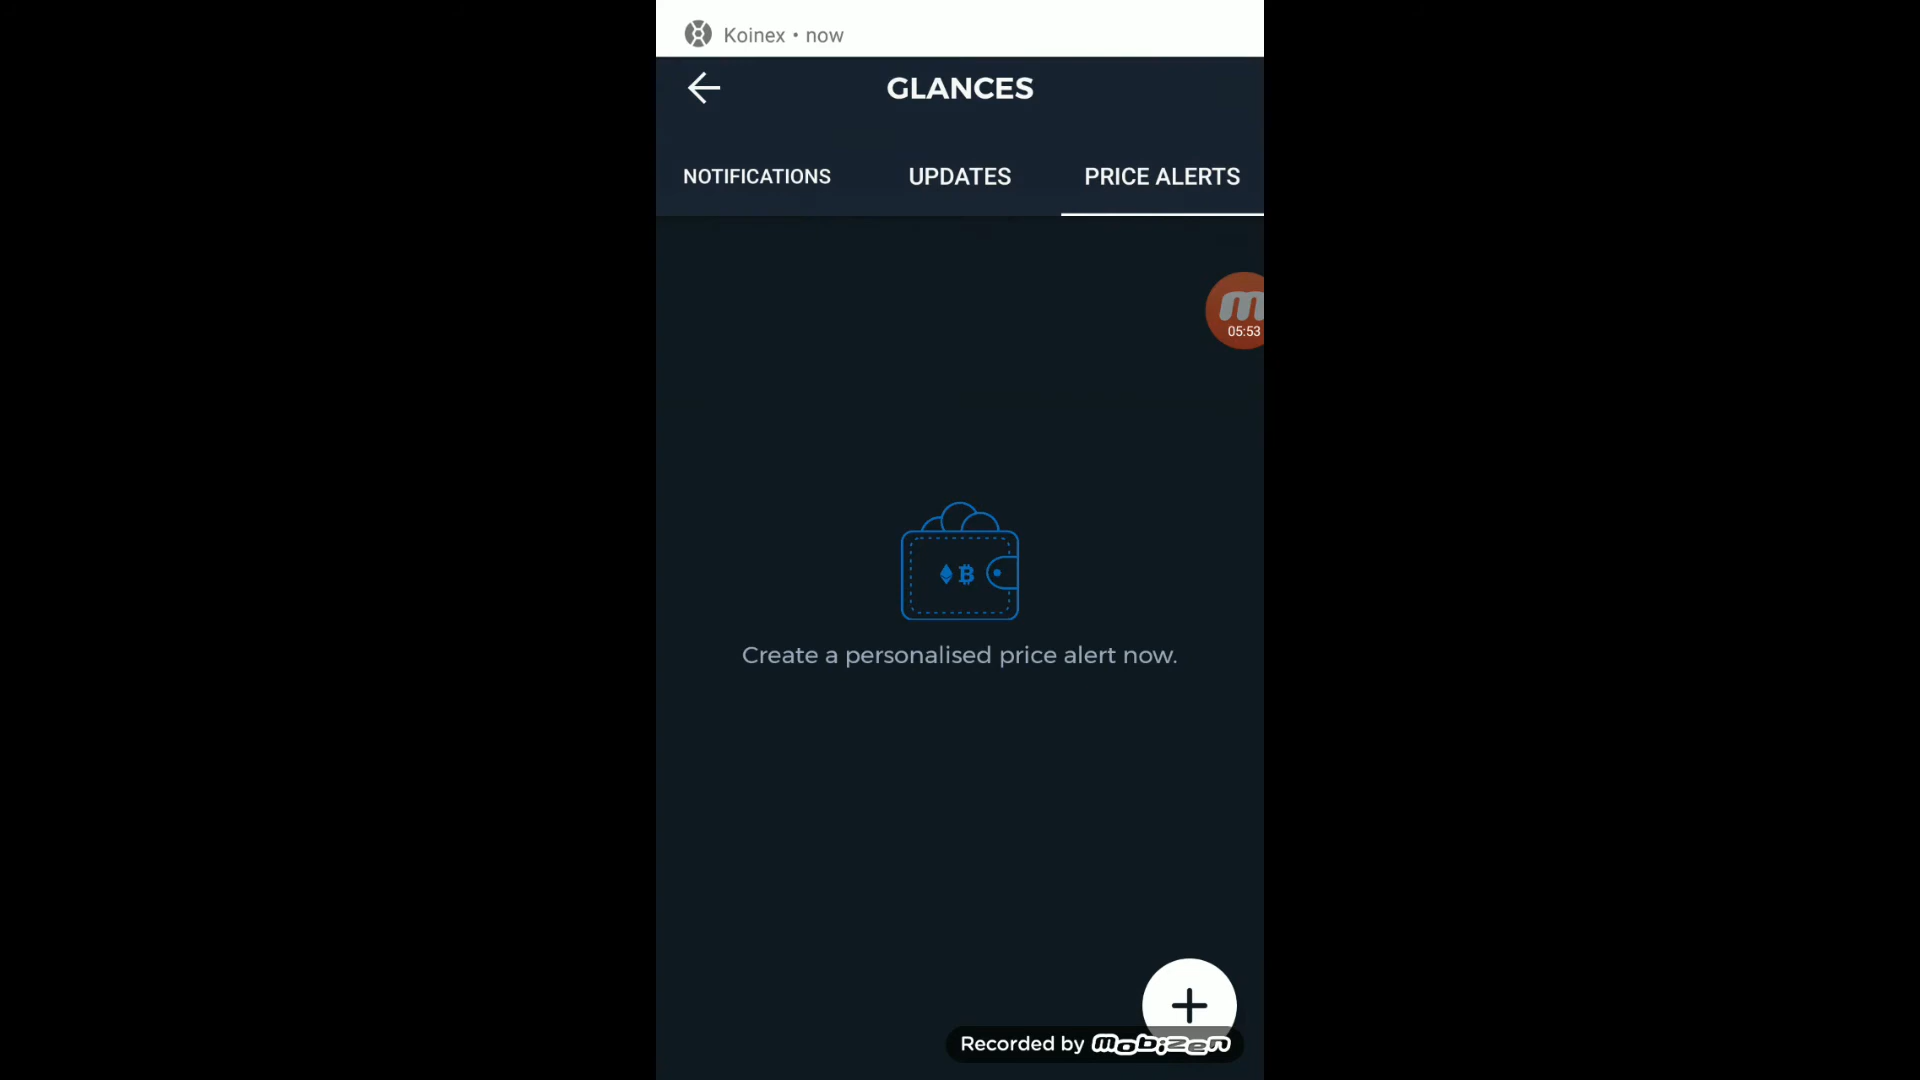 Koinex • now
GLANCES
NOTIFICATIONS
UPDATES
PRICE ALERTS
05:53
Create a personalised price alert now.
Recorded by mobizen